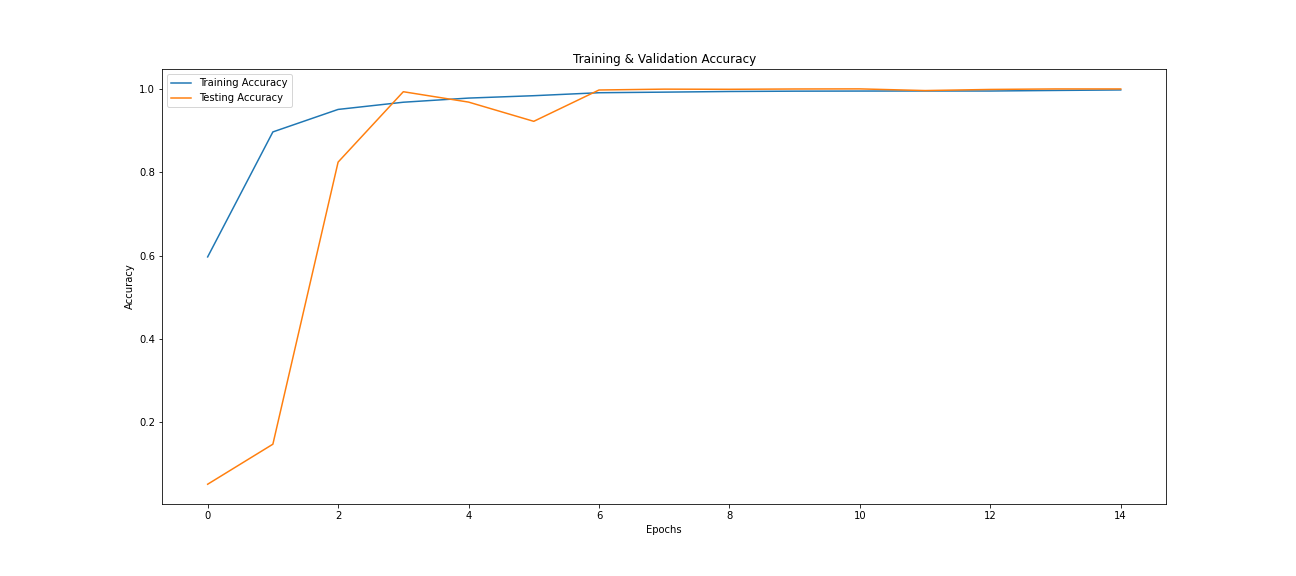 Training & Validation Accuracy
Training Accuracy
Testing Accuracy
1.0
0.8
0.6
0.4
0.2
Accuracy
0 2 4 6 8 10 12 14
Epochs